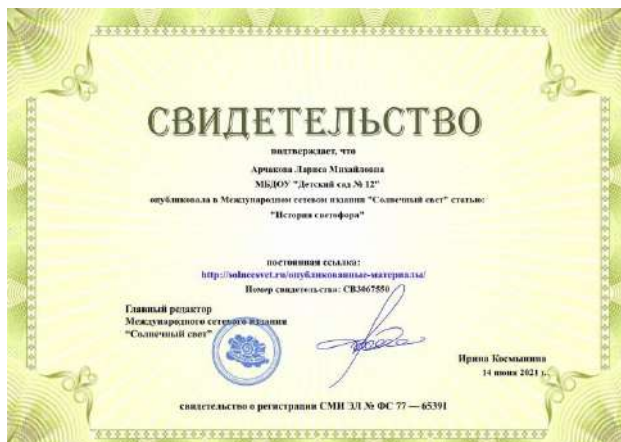 СВИДЕТЕЛЬСТВО
подтверждает, что
Арчакова Лариса Михайловна
МБДОУ "Детский сад № 12"
опубликовала в Международном сетевом издании "Солнечный свет" статью:
"История светофора"
постоянная ссылка:
http://solncesvet.ru/опубликованные-материалы/
Номер свидетельства: СВ3067550
Главный редактор
Международного сетевого издания
"Солнечный свет"
Ирина Космынина
14 июня 2021 г.
свидетельство о регистрации СМИ ЭЛ № ФС 77 — 65391